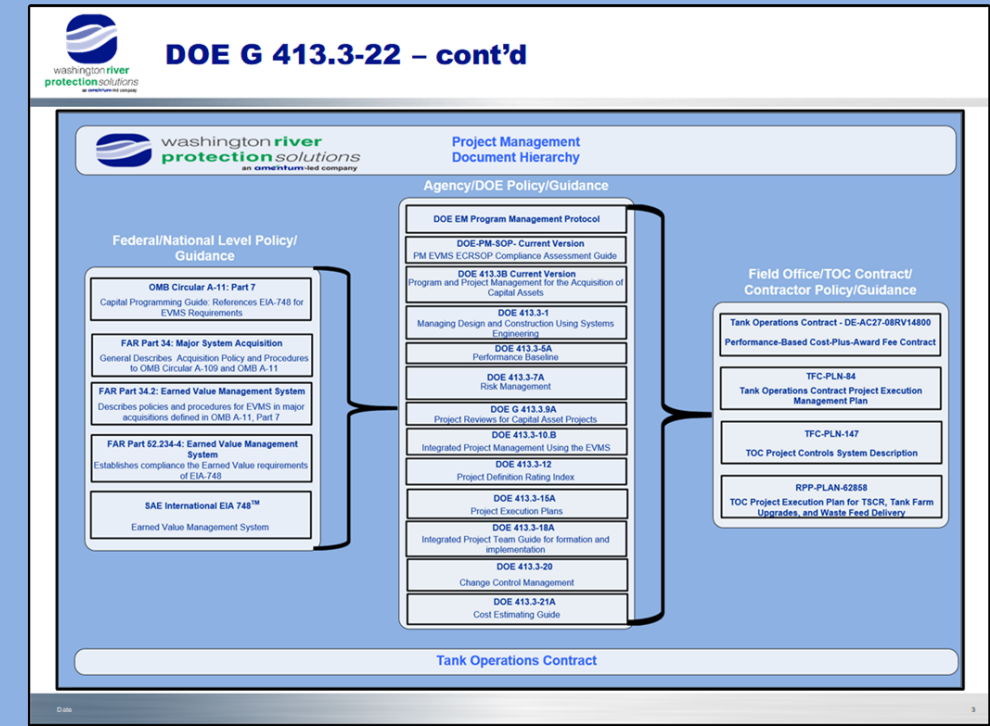 washington river
protection solutions
an amentum-led company
DOE G 413.3-22 – cont’d
washington river
protection solutions
an amentum-led company
Project Management
Document Hierarchy
Federal/National Level Policy/
Guidance
OMB Circular A-11: Part 7
Capital Programming Guide: References EIA-748 for
EVMS Requirements
FAR Part 34: Major System Acquisition
General Describes Acquisition Policy and Procedures
to OMB Circular A-109 and OMB A-11
FAR Part 34.2: Earned Value Management System
Describes policies and procedures for EVMS in major
acquisitions defined in OMB A-11, Part 7
FAR Part 52.234-4: Earned Value Management
System
Establishes compliance the Earned Value requirements
of EIA-748
SAE International EIA 748™
Earned Value Management System
Agency/DOE Policy/Guidance
DOE EM Program Management Protocol
DOE-PM-SOP- Current Version
PM EVMS ECRSOP Compliance Assessment Guide
DOE 413.3B Current Version
Program and Project Management for the Acquisition of
Capital Assets
DOE 413.3-1
Managing Design and Construction Using Systems
Engineering
DOE 413.3-5A
Performance Baseline
DOE 413.3-7A
Risk Management
DOE G 413.3.9A
Project Reviews for Capital Asset Projects
DOE 413.3-10.B
Integrated Project Management Using the EVMS
DOE 413.3-12
Project Definition Rating Index
DOE 413.3-15A
Project Execution Plans
DOE 413.3-18A
Integrated Project Team Guide for formation and
implementation
DOE 413.3-20
Change Control Management
DOE 413.3-21A
Cost Estimating Guide
Field Office/TOC Contract/
Contractor Policy/Guidance
Tank Operations Contract - DE-AC27-08RV14800
Performance-Based Cost-Plus-Award Fee Contract
TFC-PLN-84
Tank Operations Contract Project Execution
Management Plan
TFC-PLN-147
TOC Project Controls System Description
RPP-PLAN-62858
TOC Project Execution Plan for TSCR, Tank Farm
Upgrades, and Waste Feed Delivery
Tank Operations Contract
Date
3